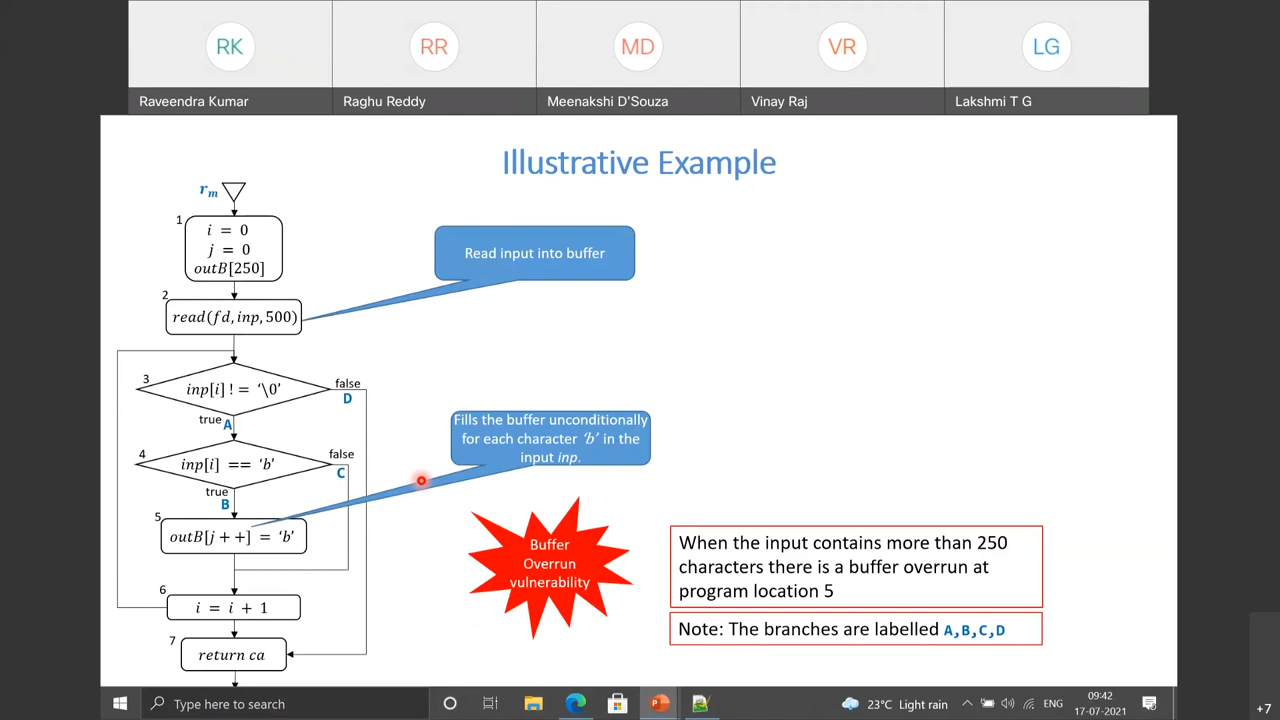 RK
RR
MD
VR
LG
Raveendra Kumar
Raghu Reddy
Meenakshi D'Souza
Vinay Raj
Lakshmi T G
Illustrative Example
r_m
1
i = 0
j = 0
outB[250]
Read input into buffer
2
read(fd, inp, 500)
3
inp[i] ! = '\0'
false
D
true
A
4
inp[i] == 'b'
false
C
true
B
Fills the buffer unconditionally
for each character 'b' in the
input inp.
5
outB[j + +] = 'b'
Buffer
Overrun
vulnerability
When the input contains more than 250
characters there is a buffer overrun at
program location 5
6
i = i + 1
Note: The branches are labelled A,B,C,D
7
return ca
Type here to search
23°C Light rain
ENG
09:42
17-07-2021
+7